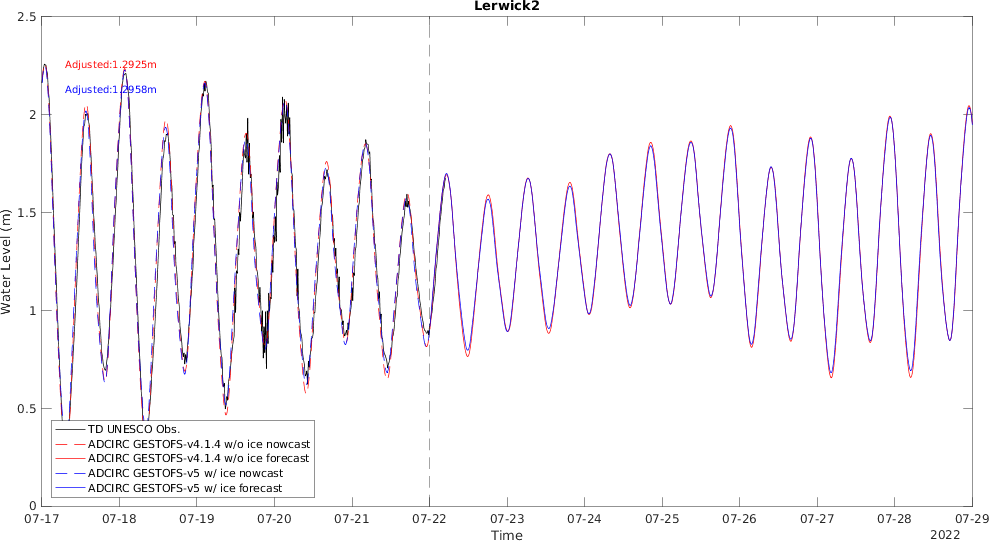 Lerwick2
2.5
Adjusted:1.2925m
Adjusted:1.2958m
2
1.5
Water Level (m)
1
0.5
TD UNESCO Obs.
ADCIRC GESTOFS-v4.1.4 w/o ice nowcast
ADCIRC GESTOFS-v4.1.4 w/o ice forecast
ADCIRC GESTOFS-v5 w/ ice nowcast
ADCIRC GESTOFS-v5 w/ ice forecast
0
07-17 07-18 07-19 07-20 07-21 07-22 07-23 07-24 07-25 07-26 07-27 07-28 07-29
Time
2022